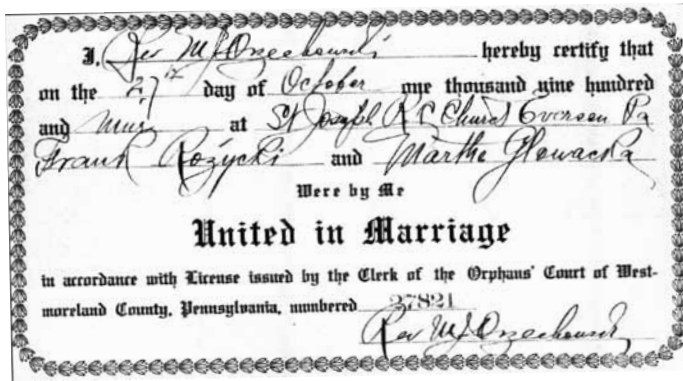 I, Rev M. J. Orzechowski hereby certify that
on the 27th day of October one thousand nine hundred
and nine at St Joseph R C Church Everson Pa
Frank Różycki and Martha Glowacka
Were by Me
United in Marriage
in accordance with License issued by the Clerk of the Orphans' Court of West-
moreland County, Pennsylvania, numbered 27821
Rev M. J. Orzechowski